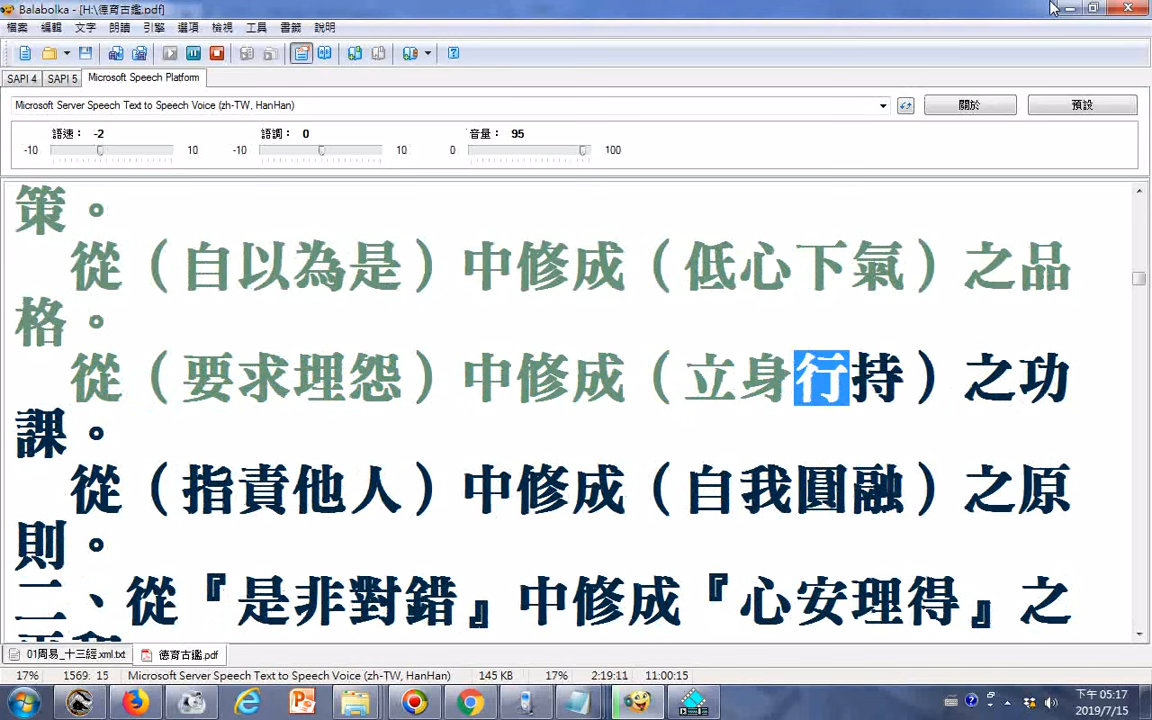 Balabolka - [H:\德育古鑑.pdf]
檔案 編輯 文字 朗讀 引擎 選項 檢視 工具 書籤 說明
SAPI 4 SAPI 5 Microsoft Speech Platform
Microsoft Server Speech Text to Speech Voice (zh-TW, HanHan) 關於 預設
語速： -2 語調： 0 音量： 95
-10 10 -10 10 0 100
策。
從（自以為是）中修成（低心下氣）之品
格。
從（要求埋怨）中修成（立身行持）之功
課。
從（指責他人）中修成（自我圓融）之原
則。
二、從『是非對錯』中修成『心安理得』之
01周易_十三經.xml.txt 德育古鑑.pdf
17% 1569: 15 Microsoft Server Speech Text to Speech Voice (zh-TW, HanHan) 145 KB 17% 2:19:11 11:00:15
下午 05:17
2019/7/15